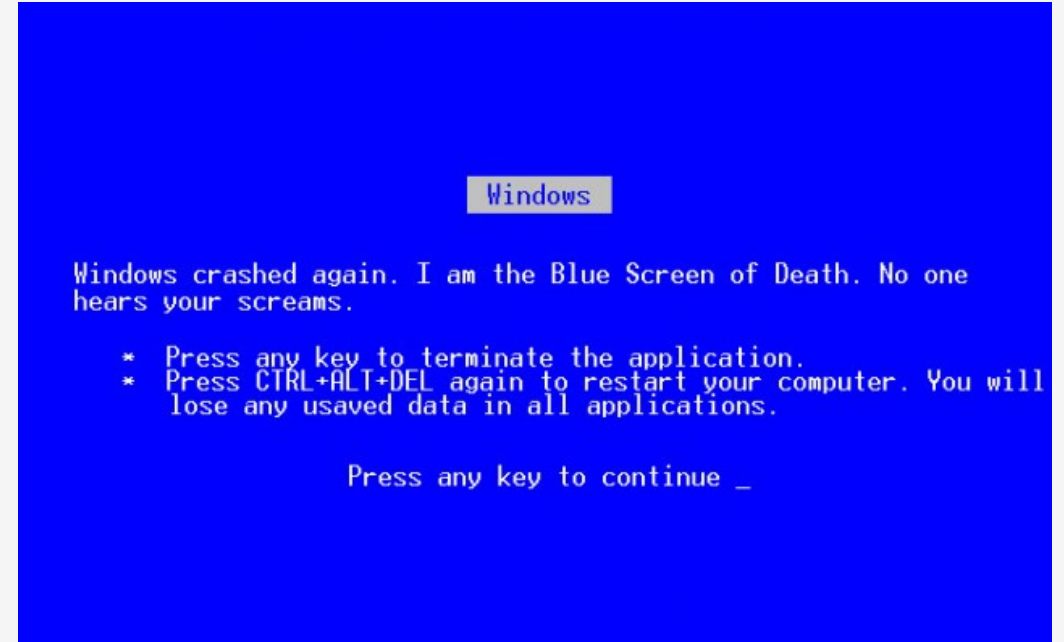 Windows
Windows crashed again. I am the Blue Screen of Death. No one
hears your screams.
* Press any key to terminate the application.
* Press CTRL+ALT+DEL again to restart your computer. You will
lose any usaved data in all applications.
Press any key to continue _